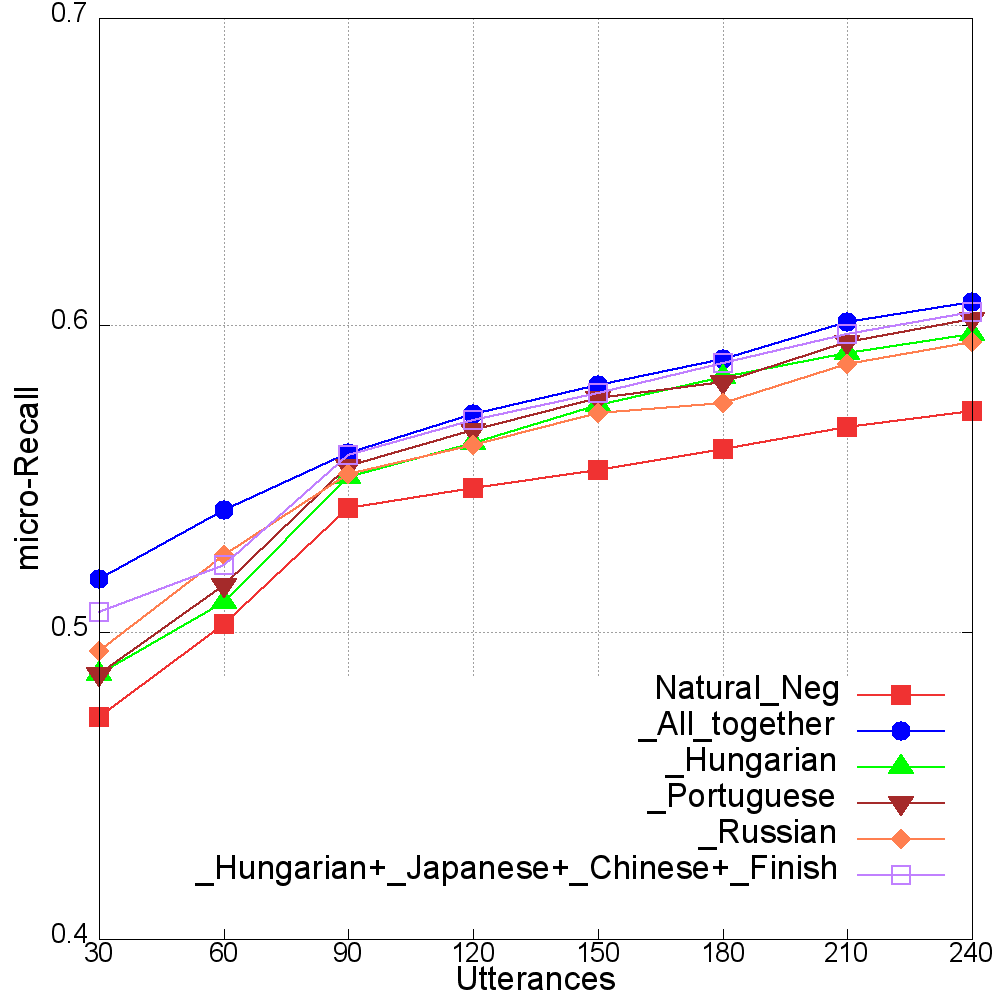 0.7
0.6
0.5
0.4
micro-Recall
Natural_Neg
_All_together
_Hungarian
_Portuguese
_Russian
_Hungarian+_Japanese+_Chinese+_Finish
30 60 90 120 150 180 210 240
Utterances